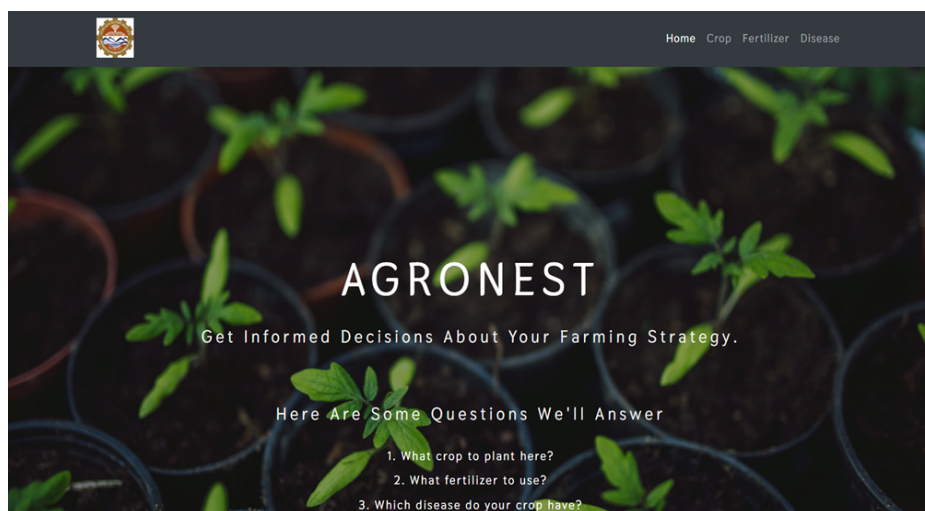 Home Crop Fertilizer Disease
AGRONEST
Get Informed Decisions About Your Farming Strategy.
Here Are Some Questions We'll Answer
1. What crop to plant here?
2. What fertilizer to use?
3. Which disease do your crop have?